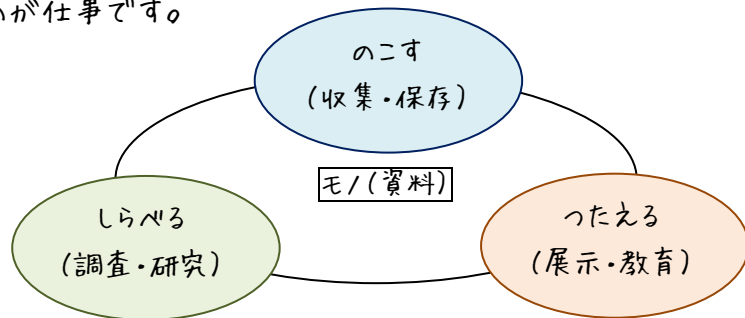 が仕事です。
のこす
(収集・保存)
モノ(資料)
しらべる
(調査・研究)
つたえる
(展示・教育)